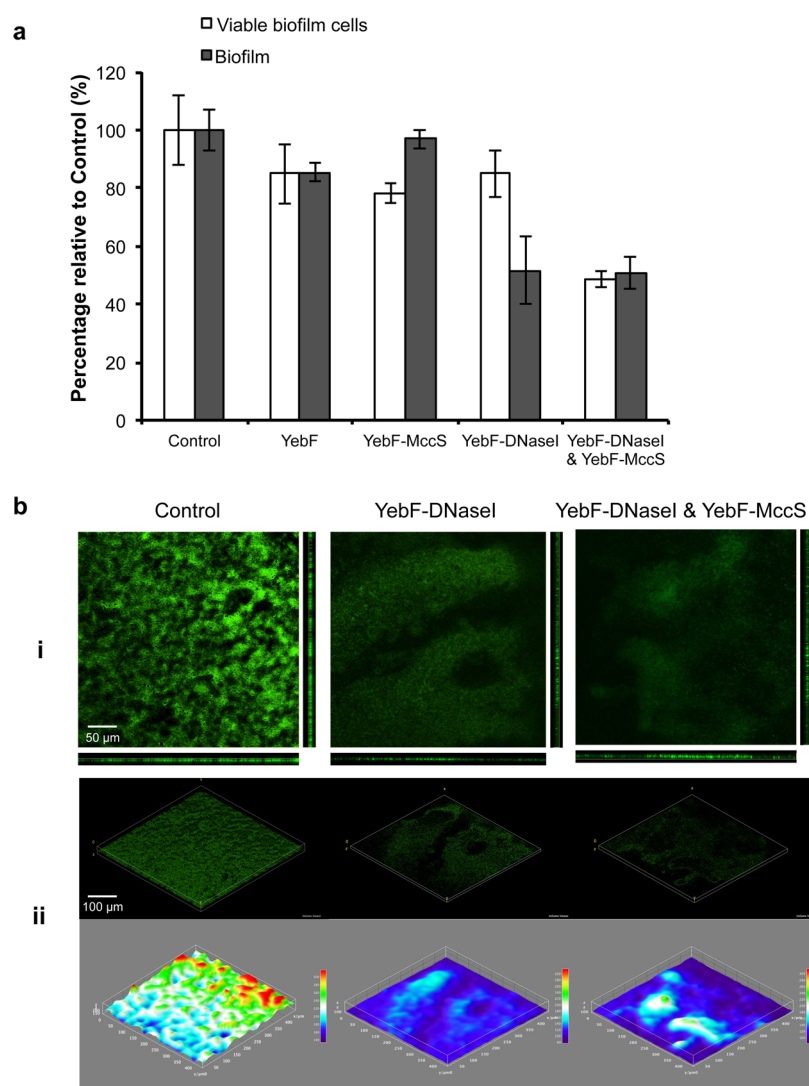 a
Viable biofilm cells
Biofilm
Percentage relative to Control (%)
120
100
80
60
40
20
0
Control
YebF
YebF-MccS
YebF-DNaseI
YebF-DNaseI
& YebF-MccS
b
Control
YebF-DNaseI
YebF-DNaseI & YebF-MccS
i
50 µm
100 µm
ii